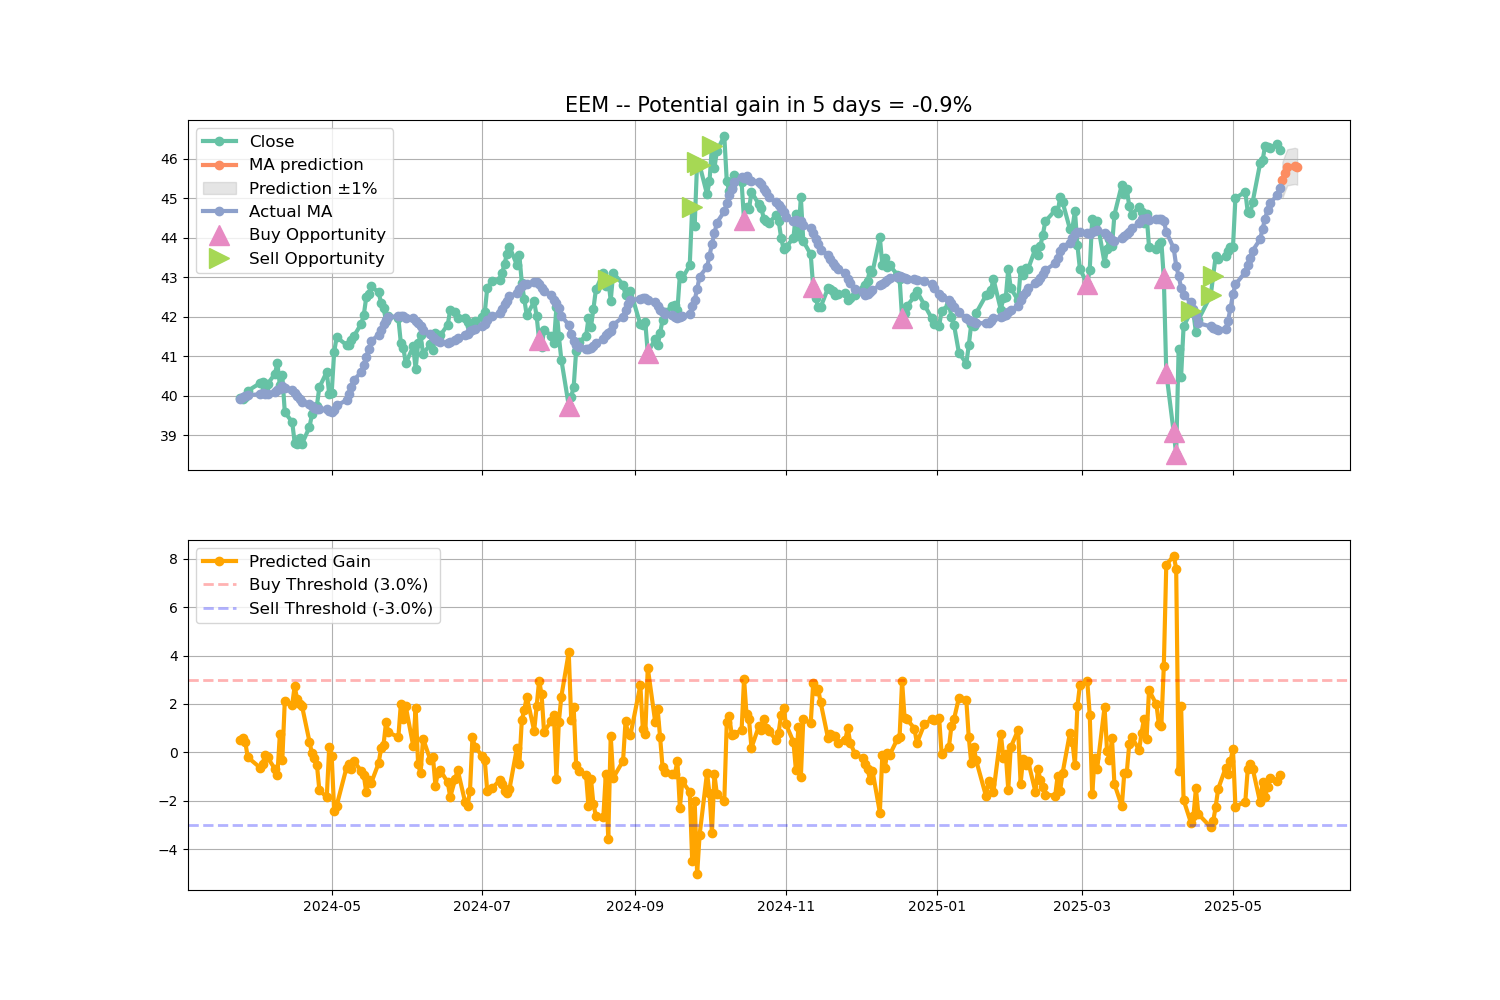 EEM -- Potential gain in 5 days = -0.9%
Close
MA prediction
Prediction ±1%
Actual MA
Buy Opportunity
Sell Opportunity
46
45
44
43
42
41
40
39
Predicted Gain
Buy Threshold (3.0%)
Sell Threshold (-3.0%)
8
6
4
2
0
−2
−4
2024-05 2024-07 2024-09 2024-11 2025-01 2025-03 2025-05